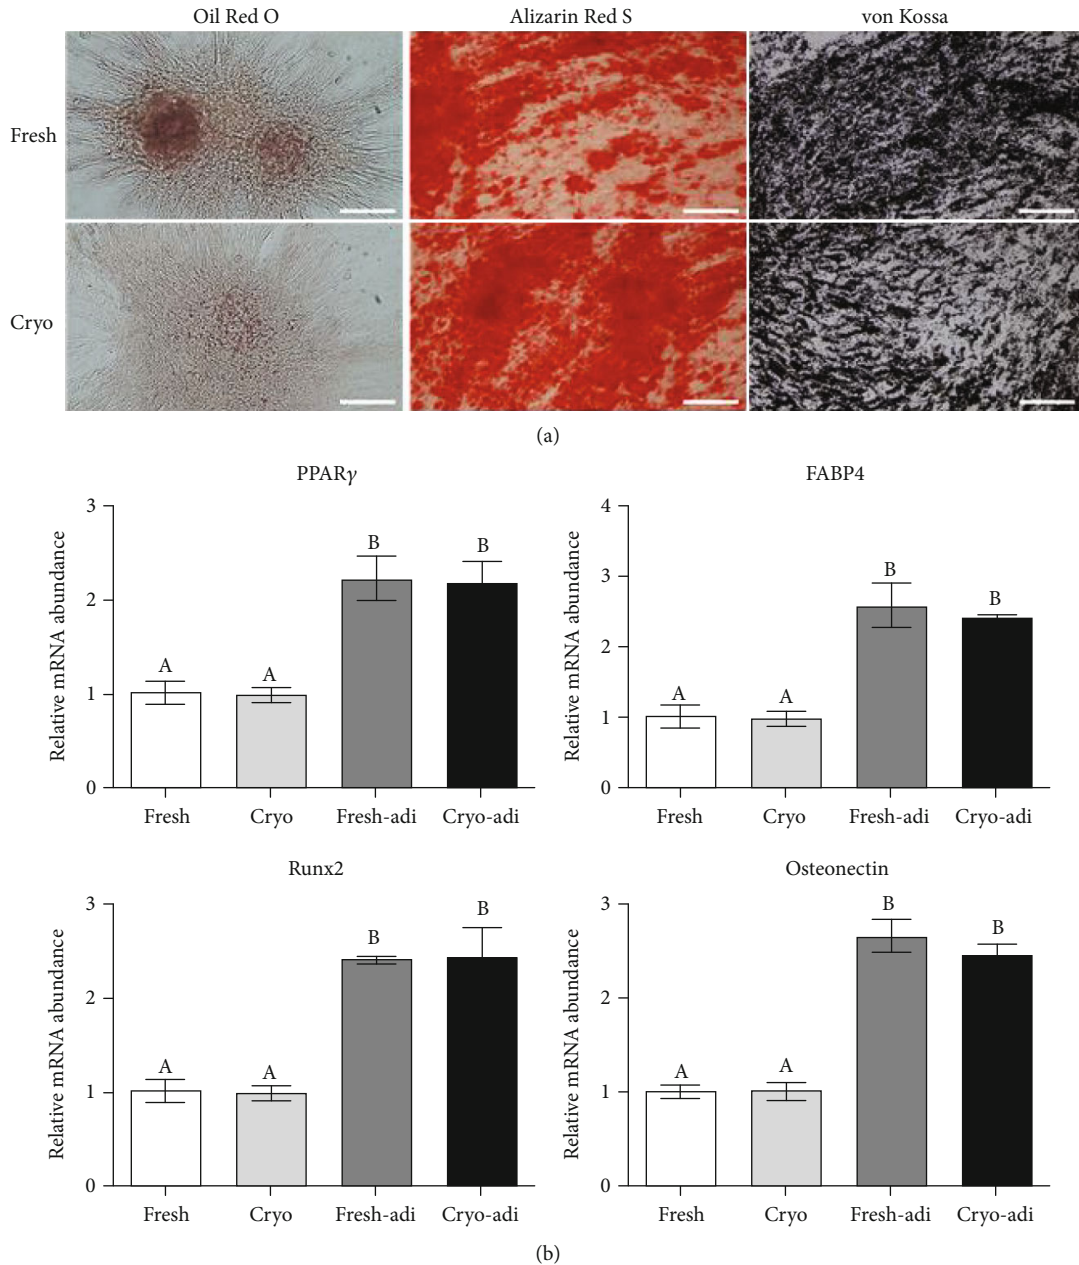 Oil Red O Alizarin Red S von Kossa
Fresh
Cryo
(a)
PPARγ
Relative mRNA abundance
3
2
1
0
A
A
B
B
Fresh Cryo Fresh-adi Cryo-adi
FABP4
Relative mRNA abundance
4
3
2
1
0
A
A
B
B
Fresh Cryo Fresh-adi Cryo-adi
Runx2
Relative mRNA abundance
3
2
1
0
A
A
B
B
Fresh Cryo Fresh-adi Cryo-adi
Osteonectin
Relative mRNA abundance
3
2
1
0
A
A
B
B
Fresh Cryo Fresh-adi Cryo-adi
(b)